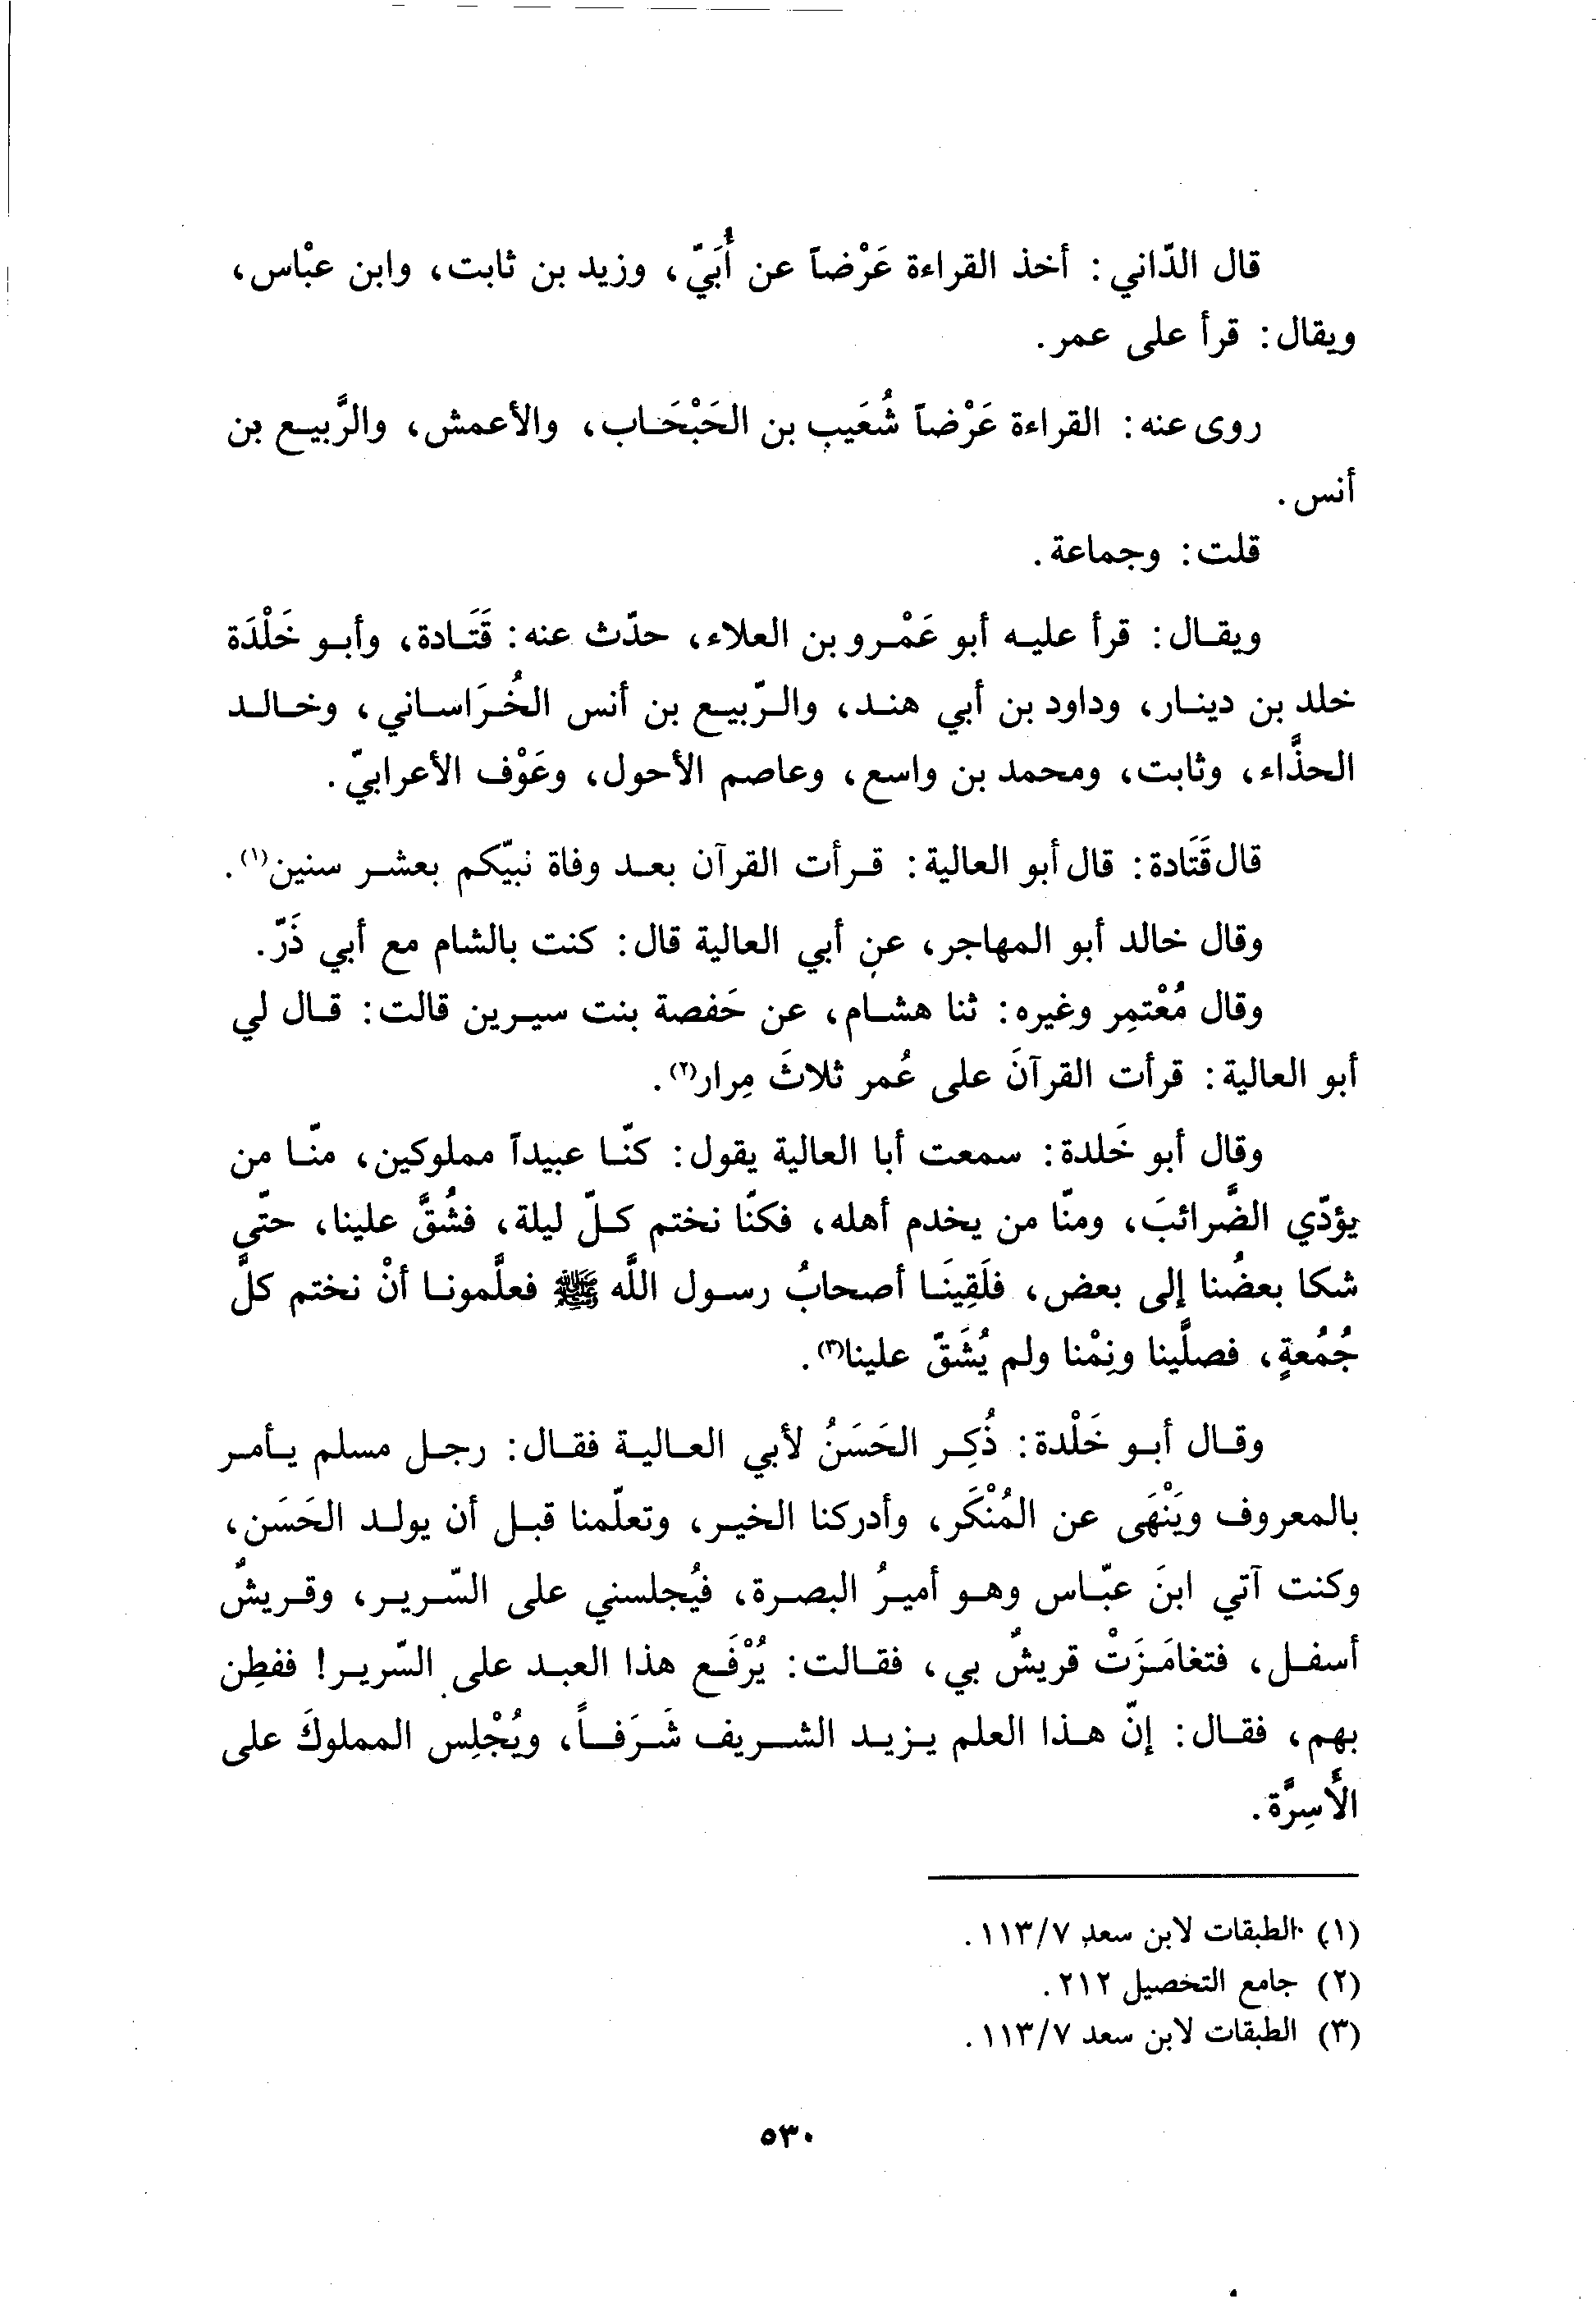 قال الدّاني: أخذ القراءة عَرْضاً عن أُبَيّ، وزيد بن ثابت، وابن عبْاس،
ويقال: قرأ على عمر.
روى عنه: القراءة عَرْضاً شُعَيب بن الحَبْحَاب، والأعمش، والرَّبيع بن
أنس.
قلت: وجماعة.
ويقال: قرأ عليه أبو عَمْرو بن العلاء، حدّث عنه: قَتَادة، وأبو خَلْدَة
خلد بن دينار، وداود بن أبي هند، والرّبيع بن أنس الخُرَاساني، وخالد
الحذَّاء، وثابت، ومحمد بن واسع، وعاصم الأحول، وعَوْف الأعرابيّ.
قال قَتَادة: قال أبو العالية: قرأت القرآن بعد وفاة نبيّكم بعشر سنين(١).
وقال خالد أبو المهاجر، عن أبي العالية قال: كنت بالشام مع أبي ذَرّ.
وقال مُعْتمِر وغيره: ثنا هشام، عن حَفصة بنت سيرين قالت: قال لي
أبو العالية: قرأت القرآنَ على عُمر ثلاثَ مِرار(٢).
وقال أبو خَلدة: سمعت أبا العالية يقول: كنّا عبيداً مملوكين، منّا من
يؤدّي الضَّرائبَ، ومنّا من يخدم أهله، فكنّا نختم كلّ ليلة، فشُقَّ علينا، حتّى
شكا بعضُنا إلى بعض، فلَقِيَنَا أصحابُ رسول اللَّه ﷺ فعلَّمونا أنْ نختم كلَّ
جُمُعةٍ، فصلَّينا ونِمْنا ولم يُشَقّ علينا(٣).
وقال أبو خَلْدة: ذُكِر الحَسَنُ لأبي العالية فقال: رجل مسلم يأمر
بالمعروف ويَنْهَى عن المُنْكَر، وأدركنا الخير، وتعلّمنا قبل أن يولد الحَسَن،
وكنت آتي ابنَ عبّاس وهو أميرُ البصرة، فيُجلسني على السّرير، وقريشٌ
أسفل، فتغامَزَتْ قريشٌ بي، فقالت: يُرْفَع هذا العبد على السّرير! ففطِن
بهم، فقال: إنّ هذا العلم يزيد الشريف شَرَفاً، ويُجْلِس المملوكَ على
الأَسِرَّة.
(١) الطبقات لابن سعد ١١٣/٧.
(٢) جامع التخصيل ٢١٢.
(٣) الطبقات لابن سعد ١١٣/٧.
٥٣٠